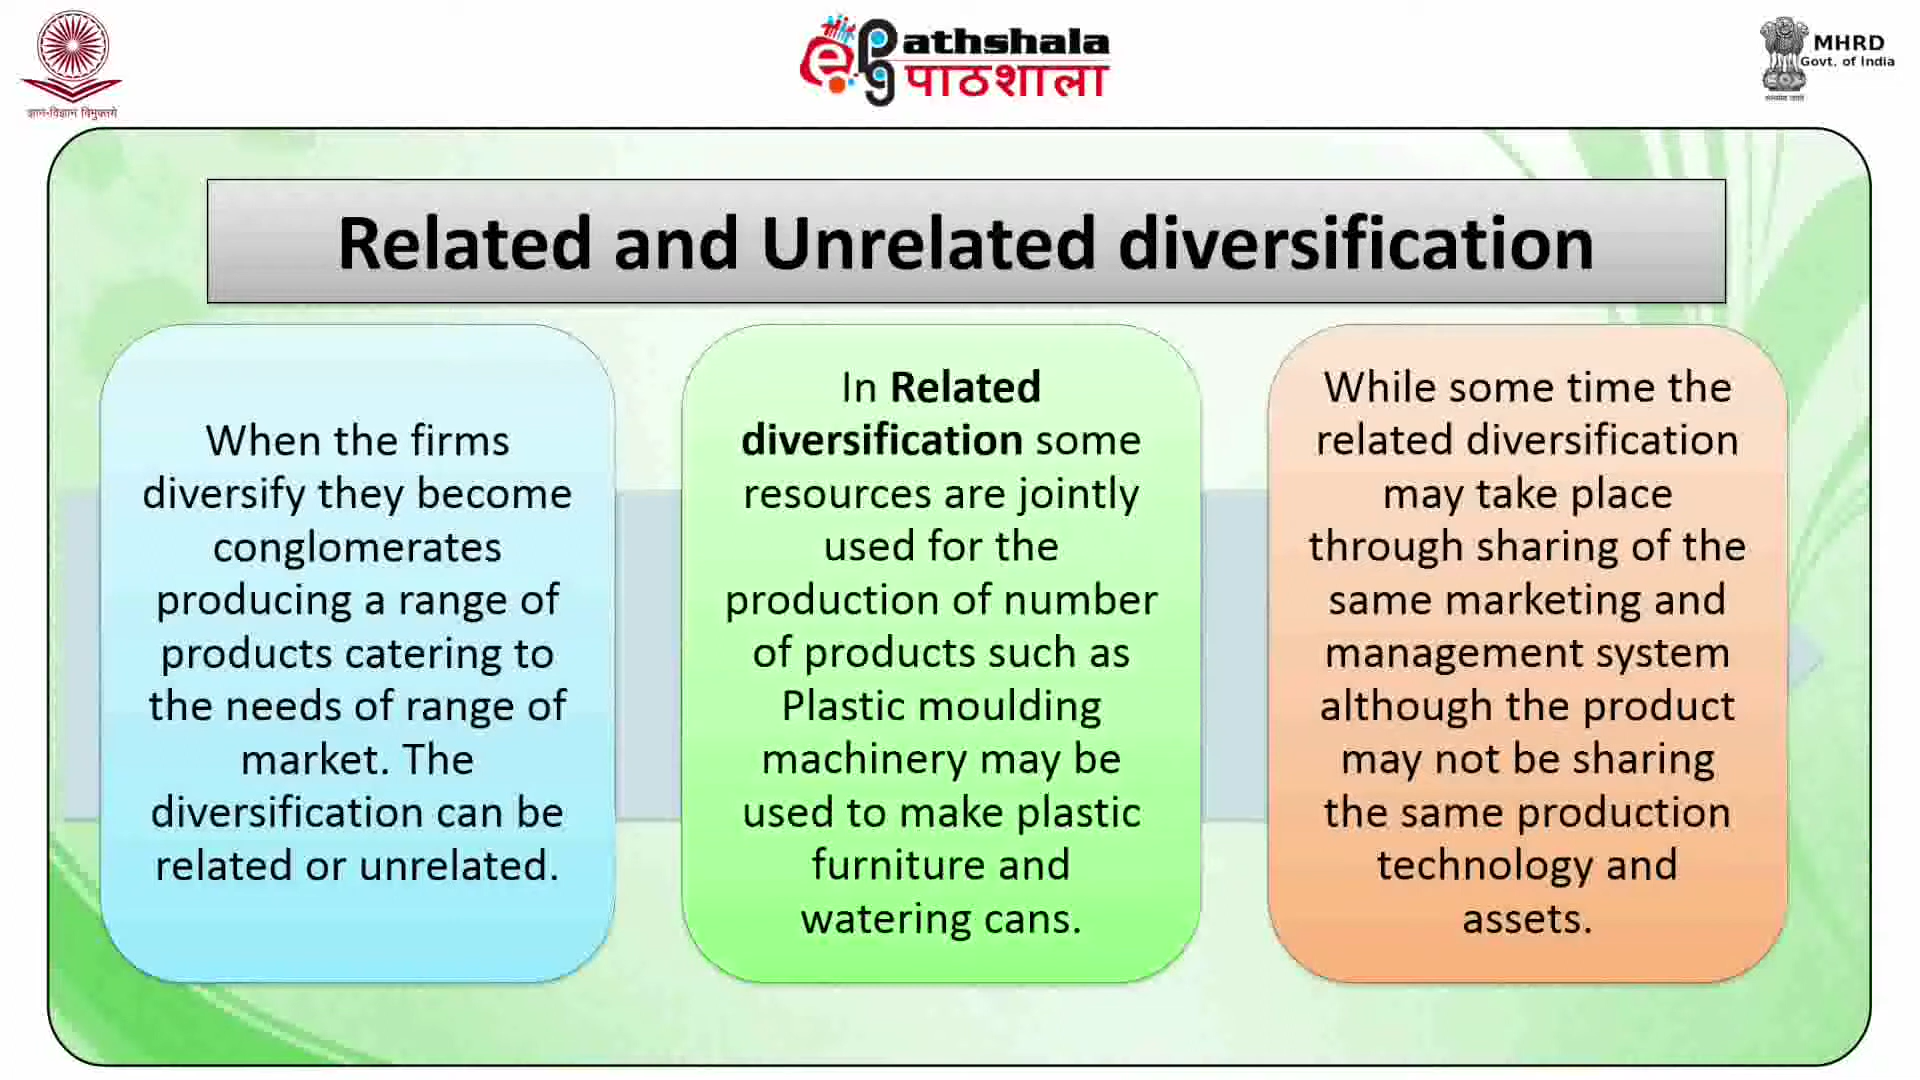 ज्ञान-विज्ञान विमुक्तये
ePG
athshala
पाठशाला
MHRD
Govt. of India
Related and Unrelated diversification
When the firms
diversify they become
conglomerates
producing a range of
products catering to
the needs of range of
market. The
diversification can be
related or unrelated.
In Related
diversification some
resources are jointly
used for the
production of number
of products such as
Plastic moulding
machinery may be
used to make plastic
furniture and
watering cans.
While some time the
related diversification
may take place
through sharing of the
same marketing and
management system
although the product
may not be sharing
the same production
technology and
assets.